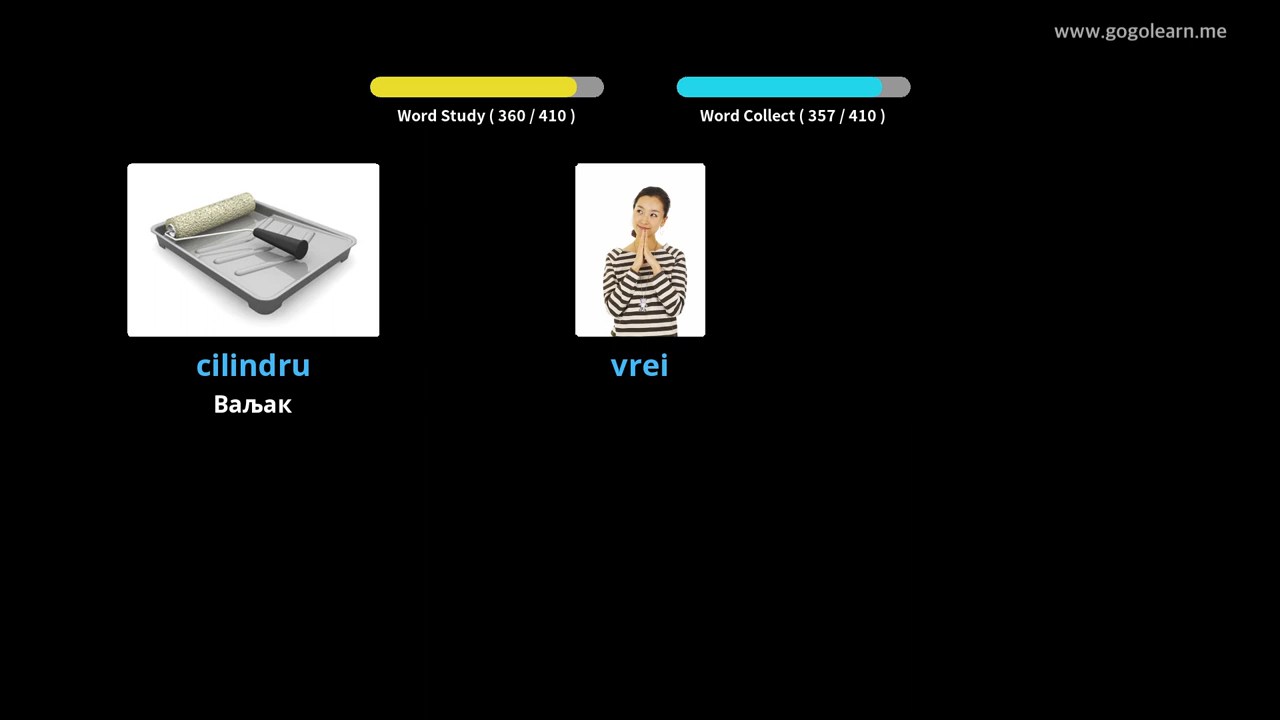 www.gogolearn.me
Word Study ( 360 / 410 )
Word Collect ( 357 / 410 )
cilindru
Ваљак
vrei